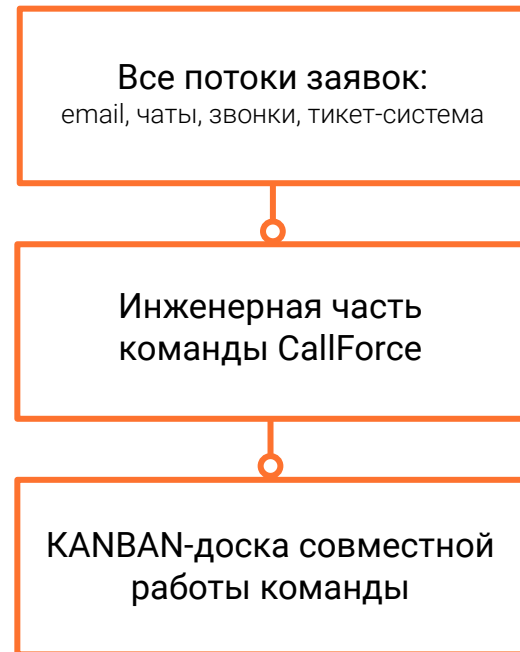 Все потоки заявок:
email, чаты, звонки, тикет-система
Инженерная часть
команды CallForce
KANBAN-доска совместной
работы команды